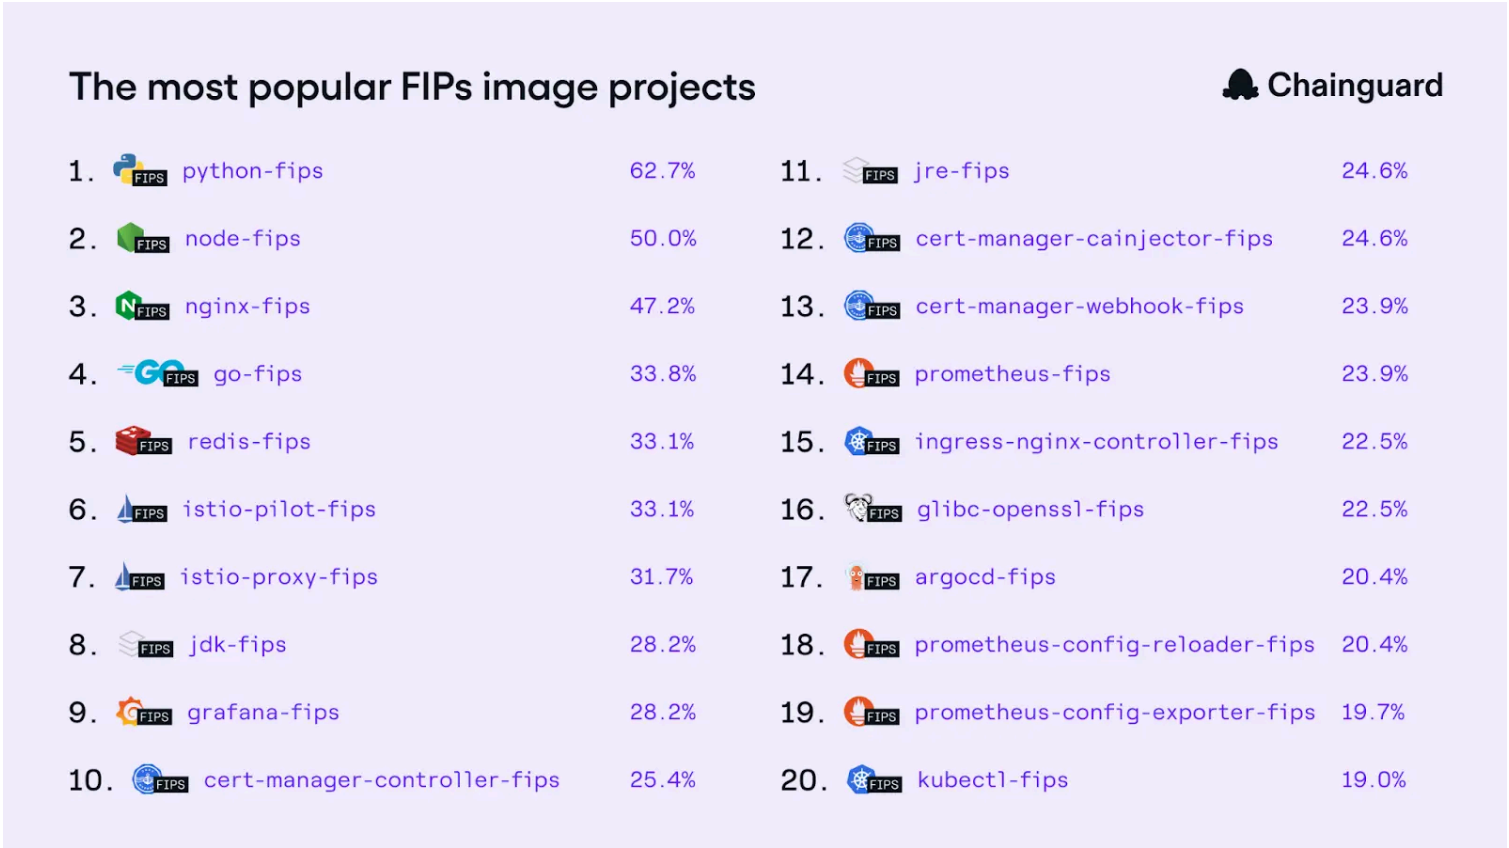 The most popular FIPs image projects
Chainguard
1. FIPS python-fips 62.7%
2. FIPS node-fips 50.0%
3. N FIPS nginx-fips 47.2%
4. GO FIPS go-fips 33.8%
5. FIPS redis-fips 33.1%
6. FIPS istio-pilot-fips 33.1%
7. FIPS istio-proxy-fips 31.7%
8. FIPS jdk-fips 28.2%
9. FIPS grafana-fips 28.2%
10. FIPS cert-manager-controller-fips 25.4%
11. FIPS jre-fips 24.6%
12. FIPS cert-manager-cainjector-fips 24.6%
13. FIPS cert-manager-webhook-fips 23.9%
14. FIPS prometheus-fips 23.9%
15. FIPS ingress-nginx-controller-fips 22.5%
16. FIPS glibc-openssl-fips 22.5%
17. FIPS argocd-fips 20.4%
18. FIPS prometheus-config-reloader-fips 20.4%
19. FIPS prometheus-config-exporter-fips 19.7%
20. FIPS kubectl-fips 19.0%